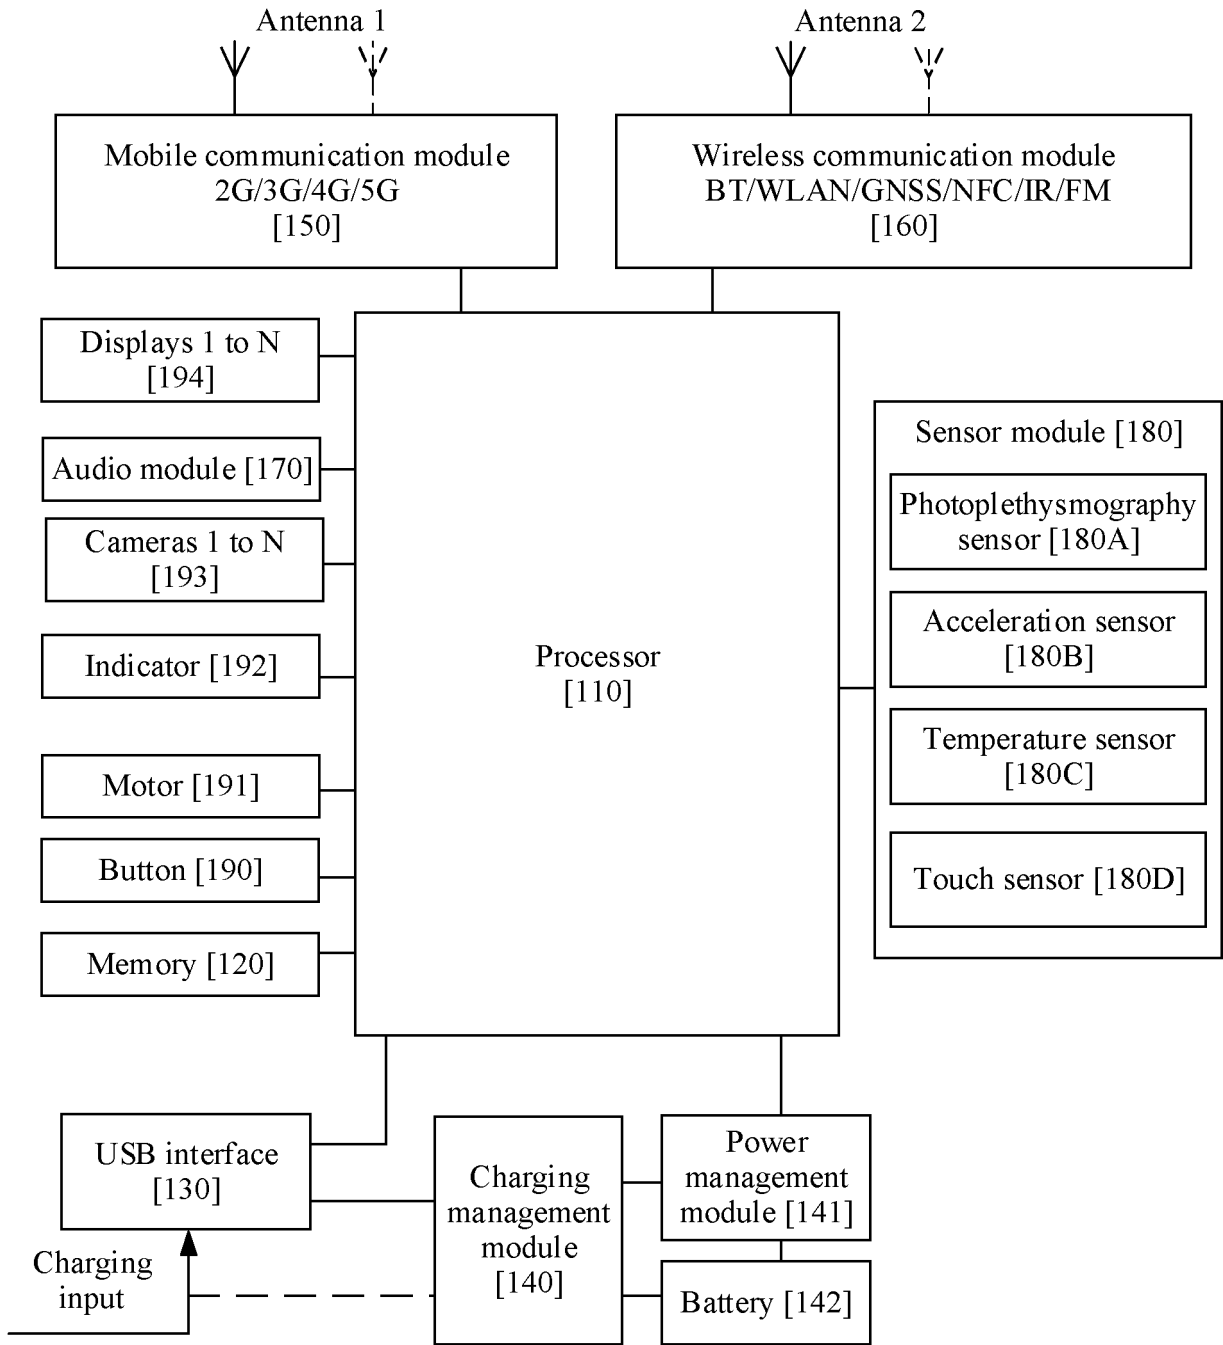 Antenna 1
Antenna 2
Mobile communication module
2G/3G/4G/5G
[150]
Wireless communication module
BT/WLAN/GNSS/NFC/IR/FM
[160]
Displays 1 to N
[194]
Audio module [170]
Cameras 1 to N
[193]
Indicator [192]
Motor [191]
Button [190]
Memory [120]
Processor
[110]
Sensor module [180]
Photoplethysmography
sensor [180A]
Acceleration sensor
[180B]
Temperature sensor
[180C]
Touch sensor [180D]
USB interface
[130]
Charging
input
Charging
management
module
[140]
Power
management
module [141]
Battery [142]